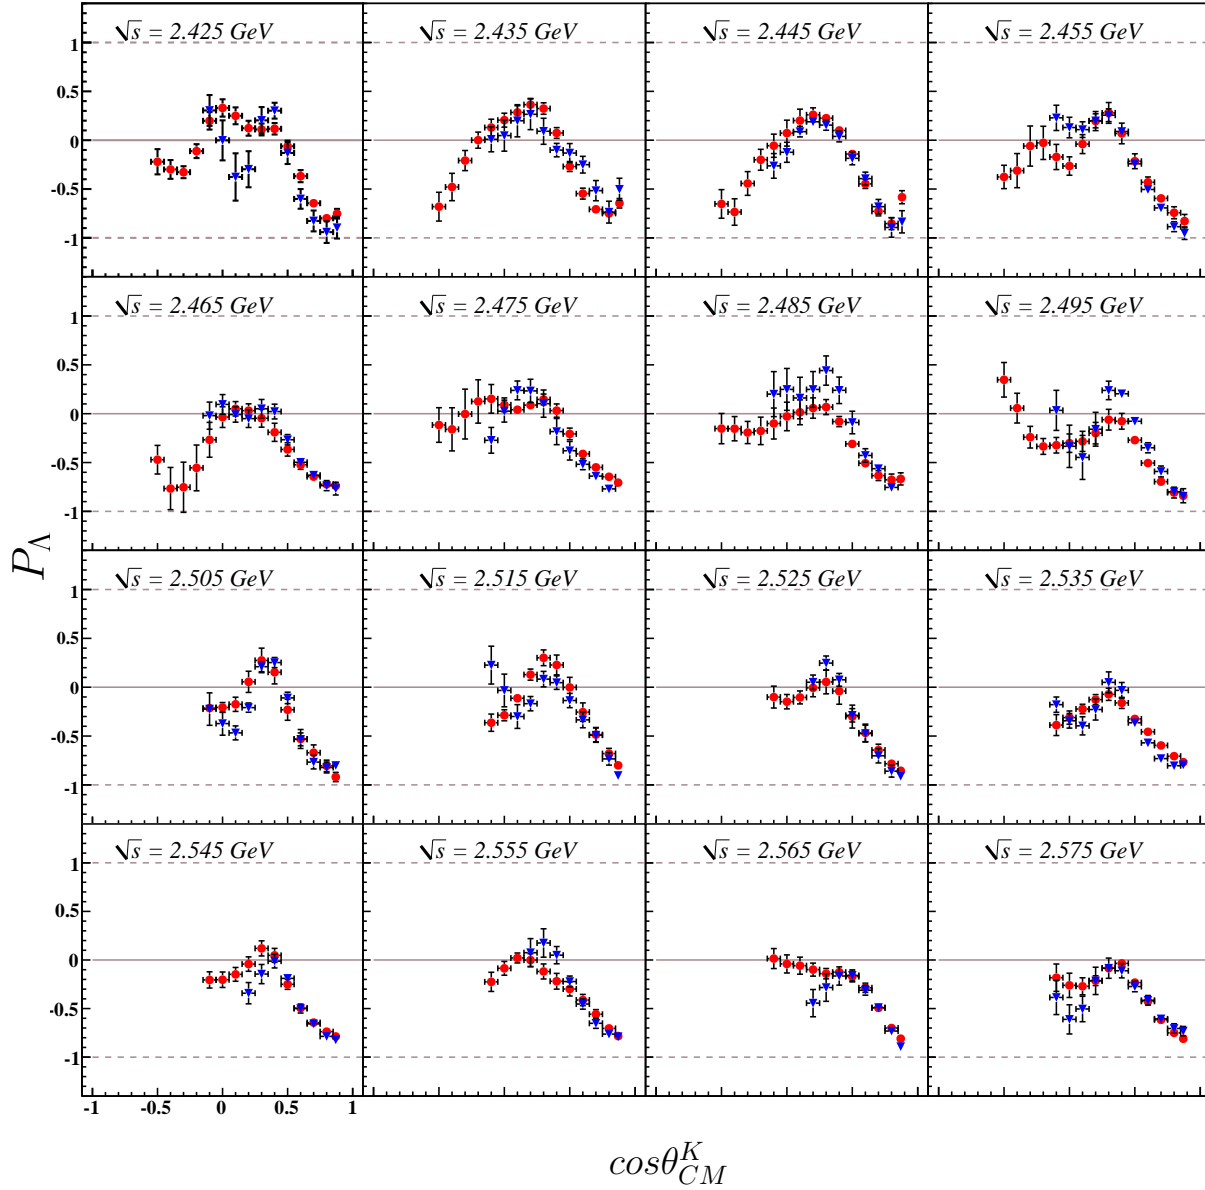 √s = 2.425 GeV √s = 2.435 GeV √s = 2.445 GeV √s = 2.455 GeV
1
0.5
0
-0.5
-1
√s = 2.465 GeV √s = 2.475 GeV √s = 2.485 GeV √s = 2.495 GeV
1
0.5
0
-0.5
-1
P_Λ
√s = 2.505 GeV √s = 2.515 GeV √s = 2.525 GeV √s = 2.535 GeV
1
0.5
0
-0.5
-1
√s = 2.545 GeV √s = 2.555 GeV √s = 2.565 GeV √s = 2.575 GeV
1
0.5
0
-0.5
-1
-1 -0.5 0 0.5 1
cosθ^K_CM